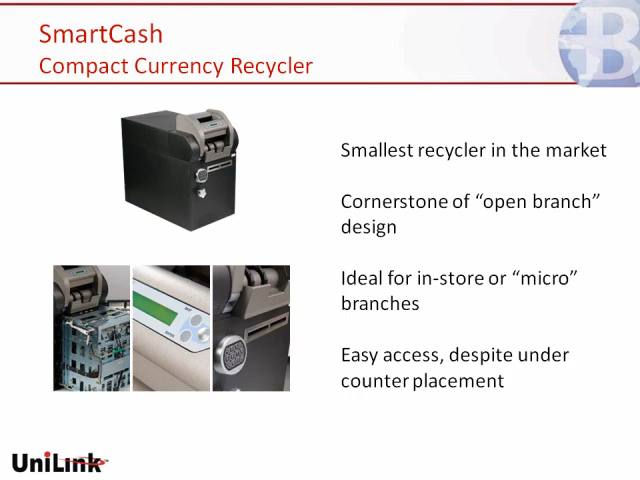 SmartCash
Compact Currency Recycler
B
Smallest recycler in the market
Cornerstone of “open branch”
design
Ideal for in-store or “micro”
branches
Easy access, despite under
counter placement
UniLink